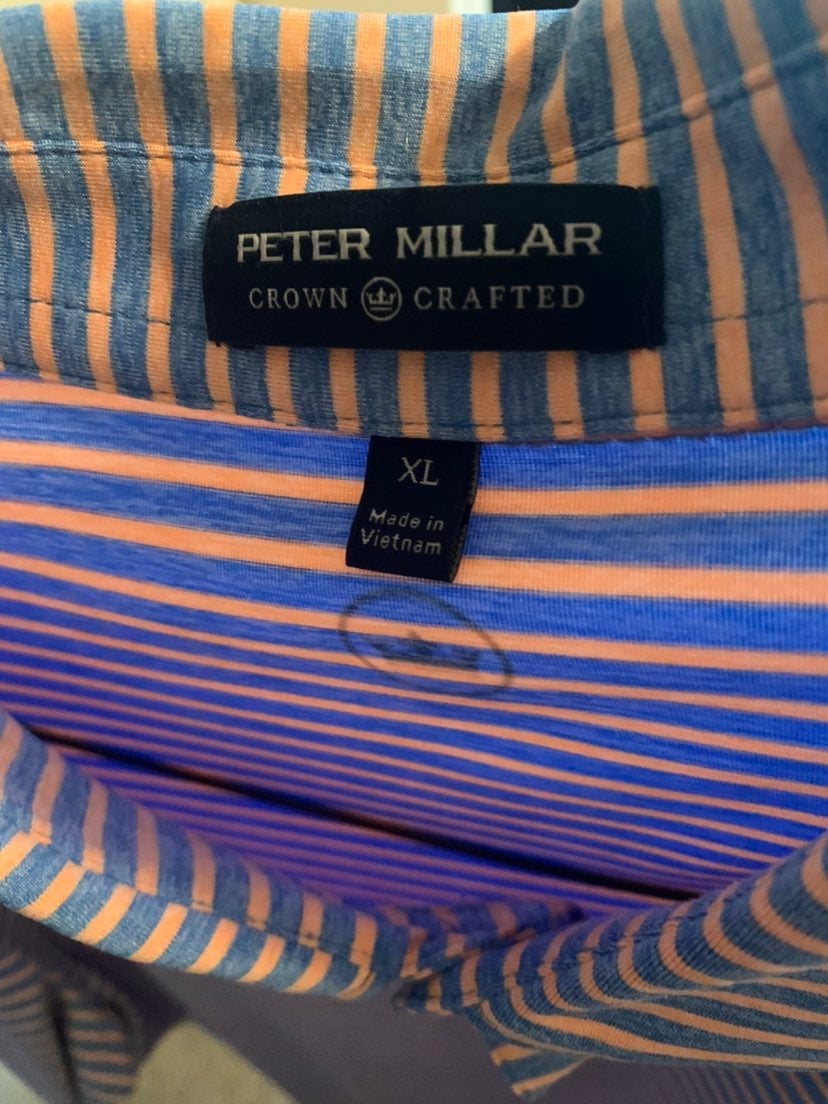 PETER MILLAR
CROWN CRAFTED
XL
Made in
Vietnam